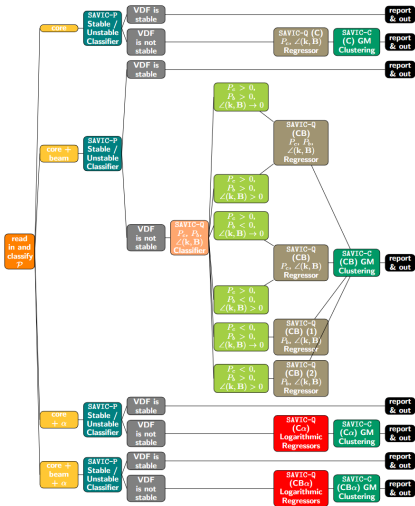 core
SAVIC-P
Stable /
Unstable
Classifier
VDF is
stable
report
& out
VDF
is not
stable
SAVIC-Q (C)
P_c, ∠(k, B)
Regressor
SAVIC-C
(C) GM
Clustering
report
& out
core +
beam
SAVIC-P
Stable /
Unstable
Classifier
VDF is
stable
report
& out
VDF
is not
stable
SAVIC-Q
P_c, P_b,
∠(k, B)
Classifier
P_c > 0,
P_b > 0,
∠(k, B) → 0
SAVIC-Q
(CB)
P_c, P_b,
∠(k, B)
Regressor
P_c > 0,
P_b > 0,
∠(k, B) > 0
P_c > 0,
P_b < 0,
∠(k, B) → 0
SAVIC-Q
(CB)
P_c, ∠(k, B)
Regressor
SAVIC-C
(CB) GM
Clustering
report
& out
P_c > 0,
P_b < 0,
∠(k, B) > 0
P_c < 0,
P_b > 0,
∠(k, B) → 0
SAVIC-Q
(CB) (1)
P_b, ∠(k, B)
Regressor
P_c < 0,
P_b > 0,
∠(k, B) > 0
SAVIC-Q
(CB) (2)
P_b, ∠(k, B)
Regressor
read
in and
classify
𝒫
core
+ α
SAVIC-P
Stable /
Unstable
Classifier
VDF is
stable
report
& out
VDF
is not
stable
SAVIC-Q
(Cα)
Logarithmic
Regressors
SAVIC-C
(Cα) GM
Clustering
report
& out
core +
beam
+ α
SAVIC-P
Stable /
Unstable
Classifier
VDF is
stable
report
& out
VDF
is not
stable
SAVIC-Q
(CBα)
Logarithmic
Regressors
SAVIC-C
(CBα) GM
Clustering
report
& out